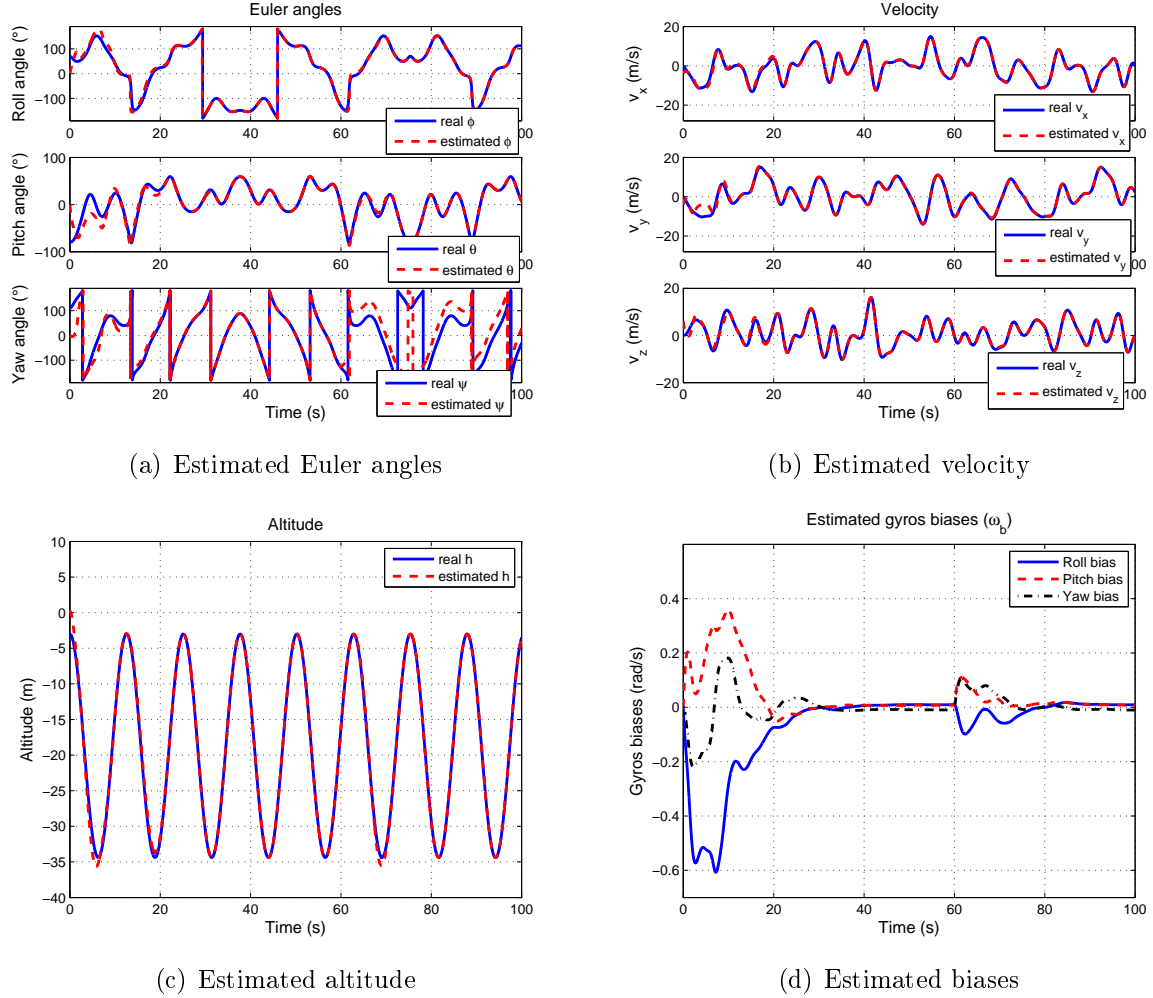 Euler angles
Roll angle (°)
100
0
−100
0 20 40 60 80 100
real ϕ
estimated ϕ
Pitch angle (°)
100
0
−100
0 20 40 60 80 100
real θ
estimated θ
Yaw angle (°)
100
0
−100
0 20 40 60 80 100
real ψ
estimated ψ
Time (s)
(a) Estimated Euler angles
Velocity
v_x (m/s)
20
0
−20
0 20 40 60 80 100
real v_x
estimated v_x
v_y (m/s)
20
0
−20
0 20 40 60 80 100
real v_y
estimated v_y
v_z (m/s)
20
0
−20
0 20 40 60 80 100
real v_z
estimated v_z
Time (s)
(b) Estimated velocity
Altitude
Altitude (m)
10
5
0
−5
−10
−15
−20
−25
−30
−35
−40
0 20 40 60 80 100
real h
estimated h
Time (s)
(c) Estimated altitude
Estimated gyros biases (ω_b)
Gyros biases (rad/s)
0.4
0.2
0
−0.2
−0.4
−0.6
0 20 40 60 80 100
Roll bias
Pitch bias
Yaw bias
Time (s)
(d) Estimated biases